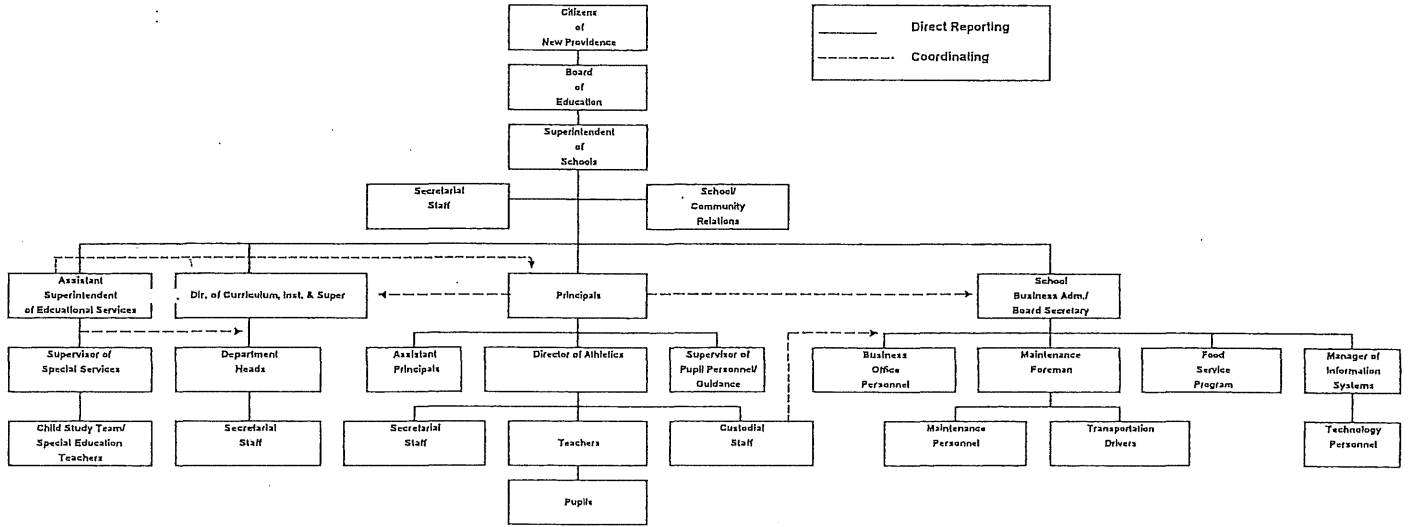 Citizens
of
New Providence
Direct Reporting
Coordinating
Board
of
Education
Superintendent
of
Schools
Secretarial
Staff
School/
Community
Relations
Assistant
Superintendent
of Edcuational Services
Dir. of Curriculum, Inst. & Super
Principals
School
Business Adm./
Board Secretary
Supervisor of
Special Services
Department
Heads
Assistant
Principals
Director of Athletics
Supervisor of
Pupil Personnel/
Guidance
Business
Office
Personnel
Maintenance
Foreman
Food
Service
Program
Manager of
Information
Systems
Child Study Team/
Special Education
Teachers
Secretarial
Staff
Secretarial
Staff
Teachers
Custodial
Staff
Maintenance
Personnel
Transportation
Drivers
Technology
Personnel
Pupils